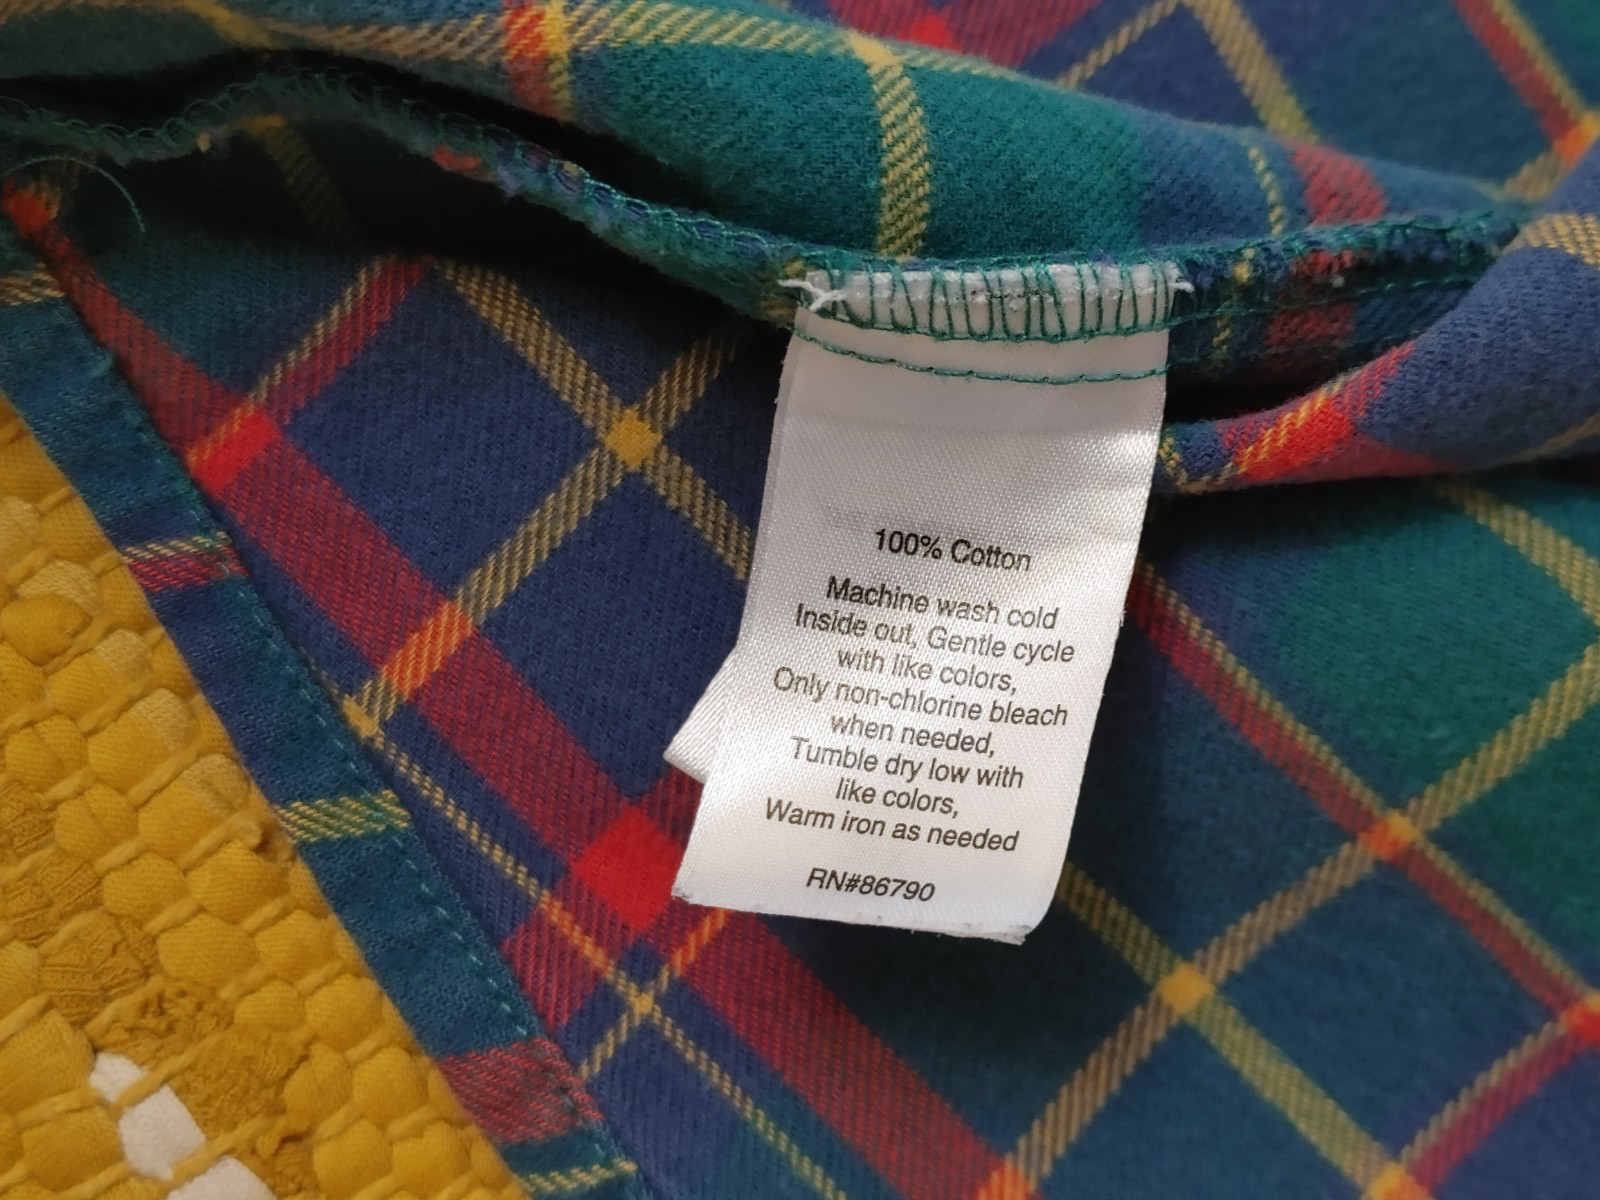 100% Cotton
Machine wash cold
Inside out, Gentle cycle
with like colors,
Only non-chlorine bleach
when needed,
Tumble dry low with
like colors,
Warm iron as needed
RN#86790